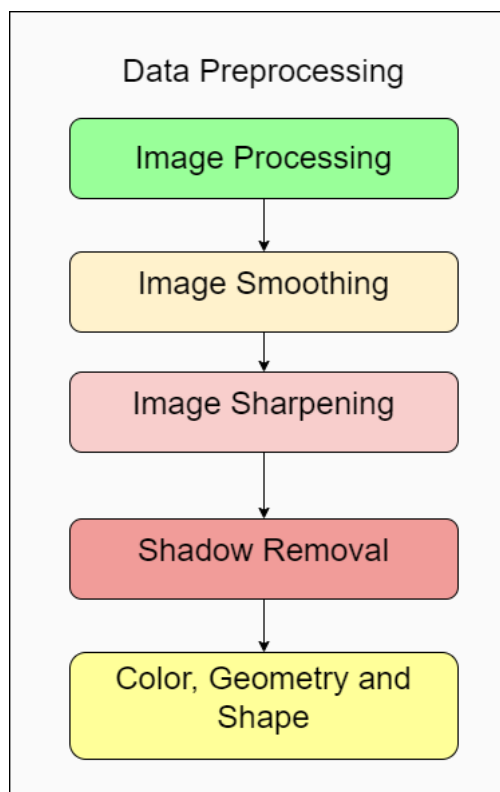 Data Preprocessing
Image Processing
Image Smoothing
Image Sharpening
Shadow Removal
Color, Geometry and
Shape